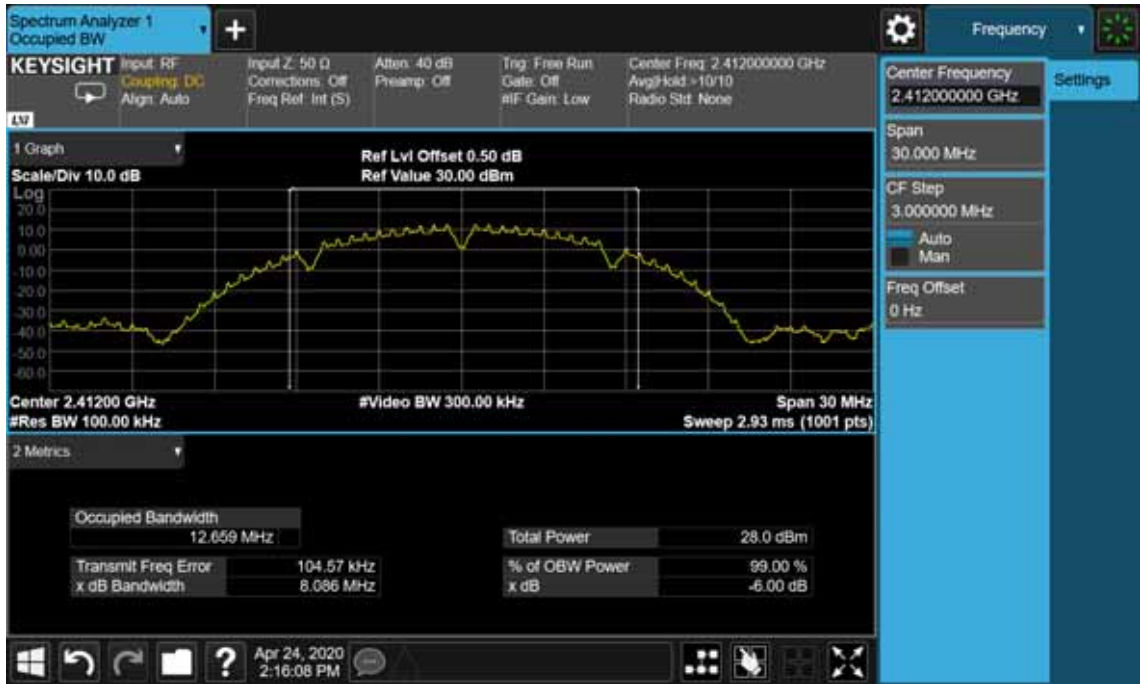 Spectrum Analyzer 1
Occupied BW
Frequency
KEYSIGHT
Input: RF
Coupling: DC
Align: Auto
Input Z: 50 Ω
Corrections: Off
Freq Ref: Int (S)
Atten: 40 dB
Preamp: Off
Trig: Free Run
Gate: Off
#IF Gain: Low
Center Freq: 2.412000000 GHz
Avg|Hold:>10/10
Radio Std: None
LXI
Center Frequency
2.412000000 GHz
Settings
Span
30.000 MHz
CF Step
3.000000 MHz
Auto
Man
Freq Offset
0 Hz
1 Graph
Scale/Div 10.0 dB
Ref Lvl Offset 0.50 dB
Ref Value 30.00 dBm
Log
20.0
10.0
0.00
-10.0
-20.0
-30.0
-40.0
-50.0
-60.0
Center 2.41200 GHz
#Video BW 300.00 kHz
Span 30 MHz
#Res BW 100.00 kHz
Sweep 2.93 ms (1001 pts)
2 Metrics
Occupied Bandwidth
12.659 MHz
Total Power 28.0 dBm
Transmit Freq Error 104.57 kHz
% of OBW Power 99.00 %
x dB Bandwidth 8.086 MHz
x dB -6.00 dB
?
Apr 24, 2020
2:16:08 PM